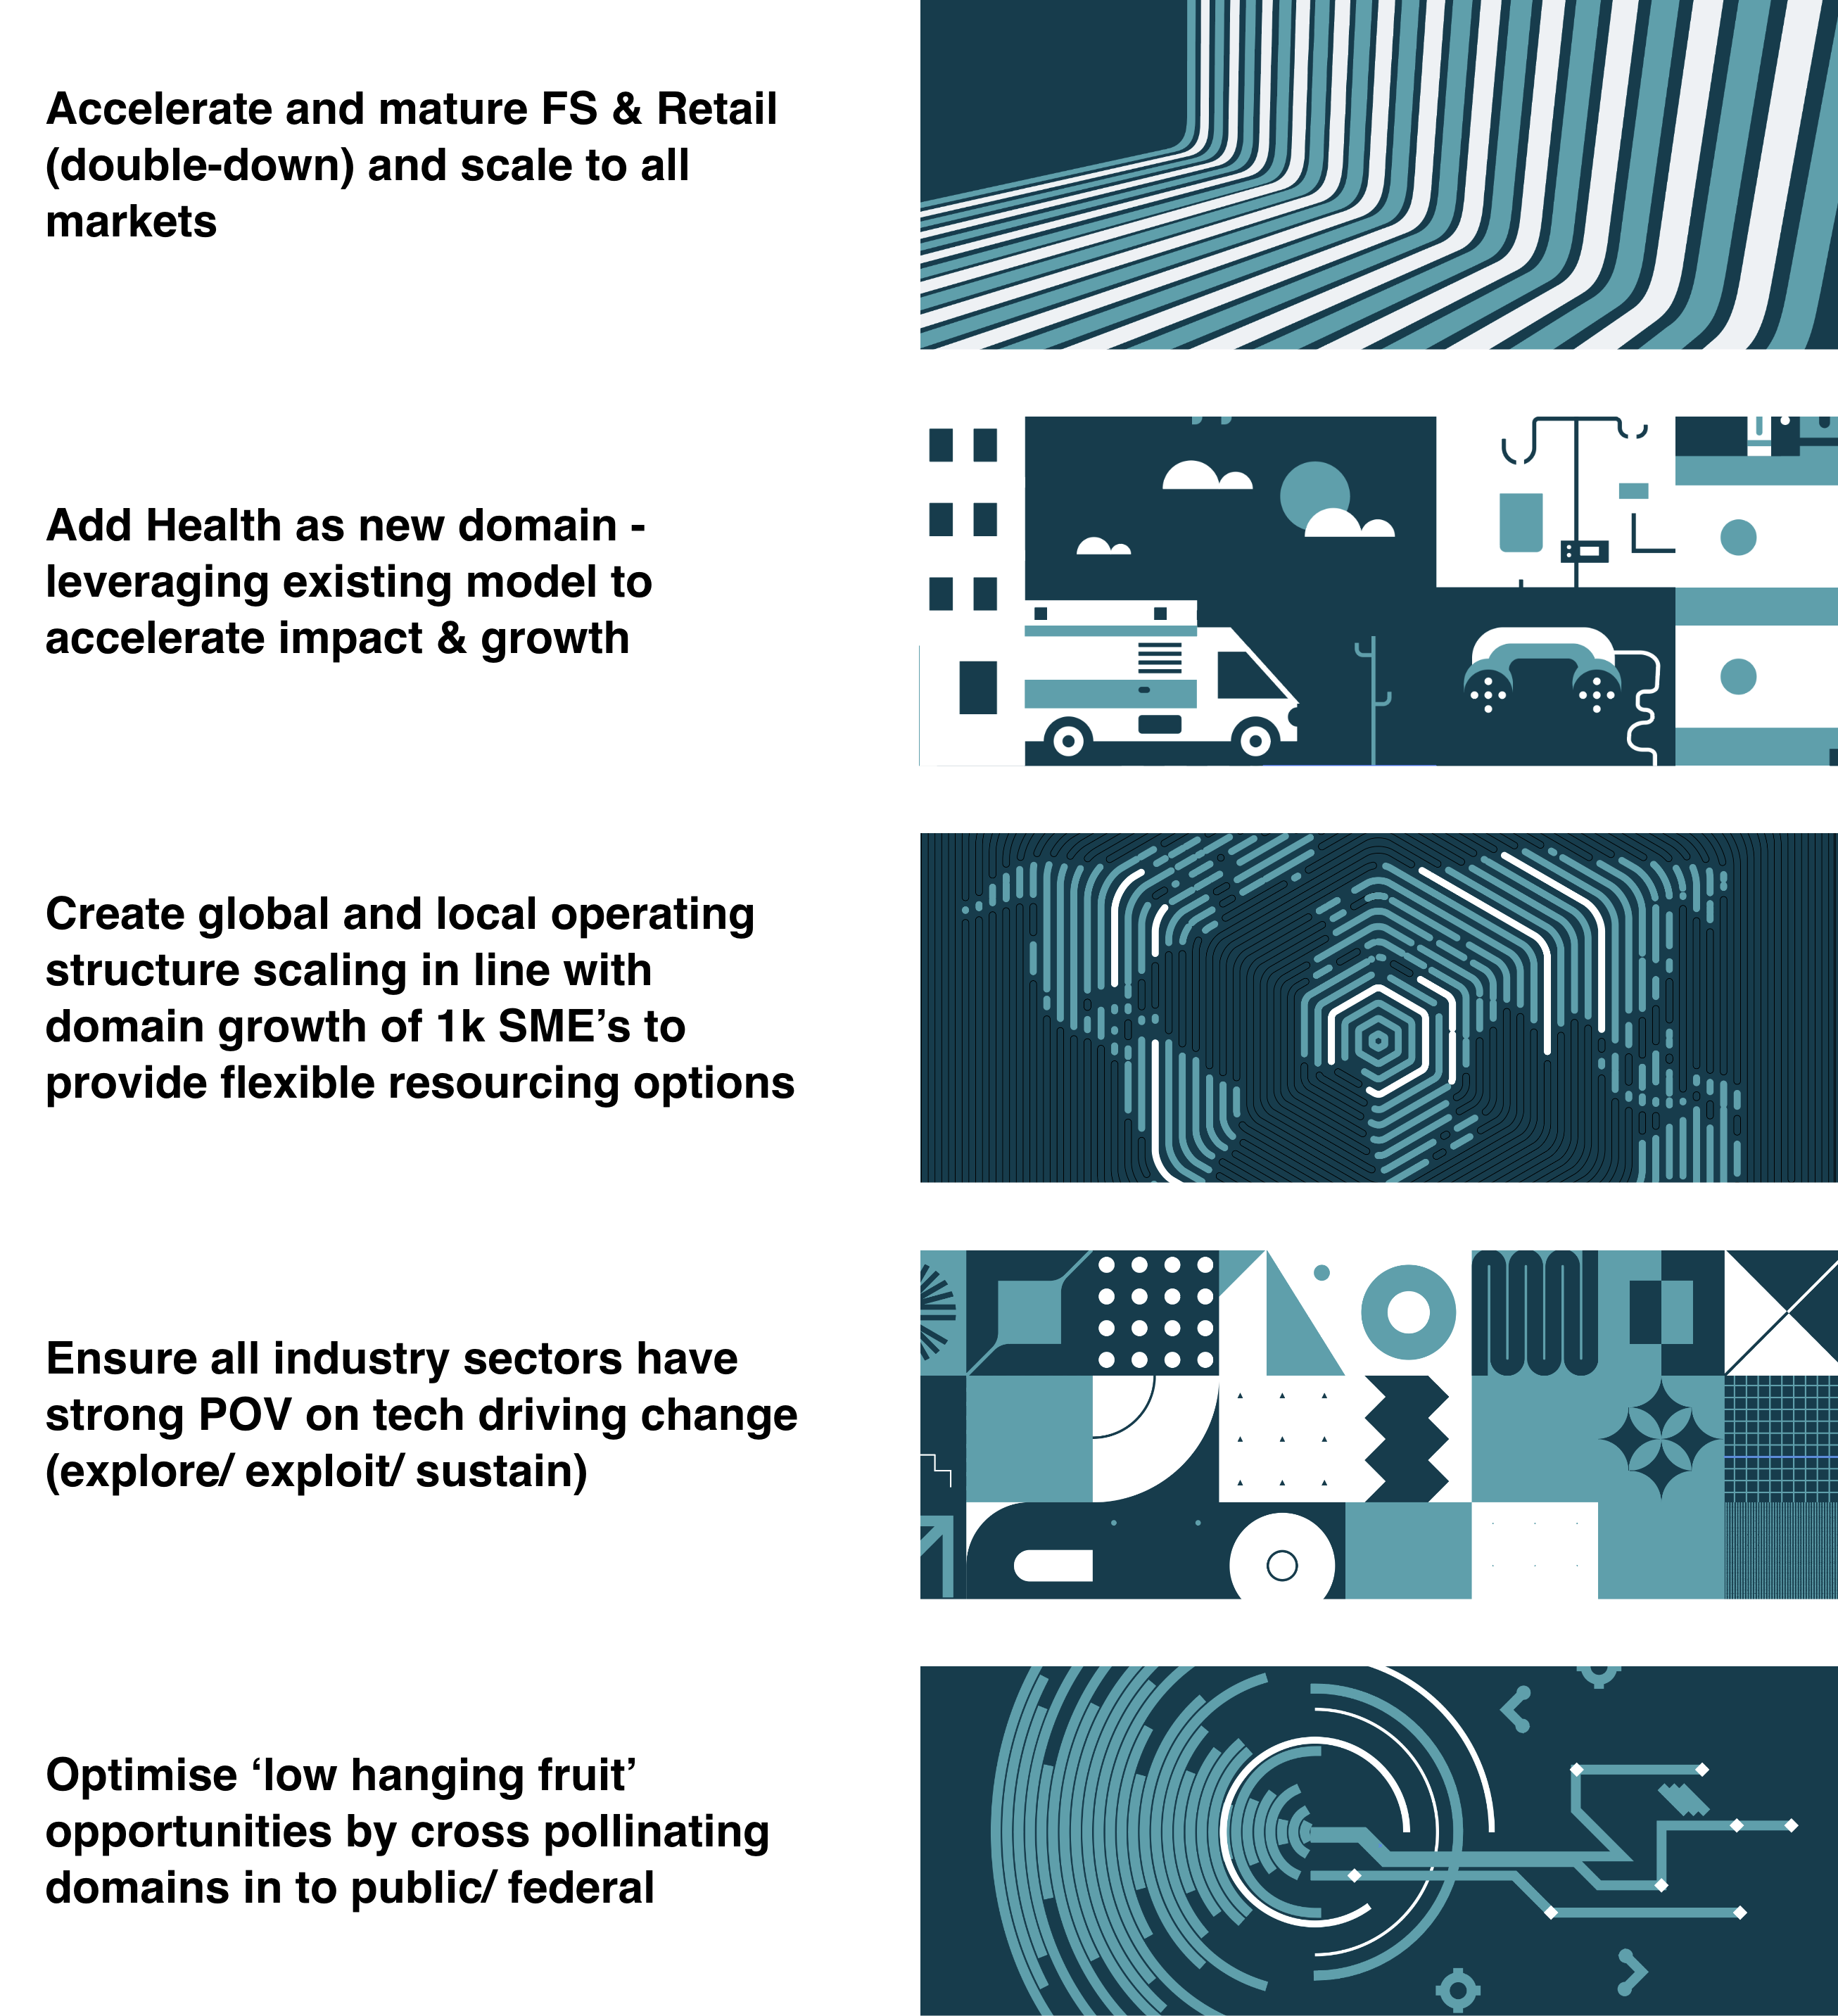 Accelerate and mature FS & Retail
(double-down) and scale to all
markets
Add Health as new domain -
leveraging existing model to
accelerate impact & growth
Create global and local operating
structure scaling in line with
domain growth of 1k SME’s to
provide flexible resourcing options
Ensure all industry sectors have
strong POV on tech driving change
(explore/ exploit/ sustain)
Optimise ‘low hanging fruit’
opportunities by cross pollinating
domains in to public/ federal